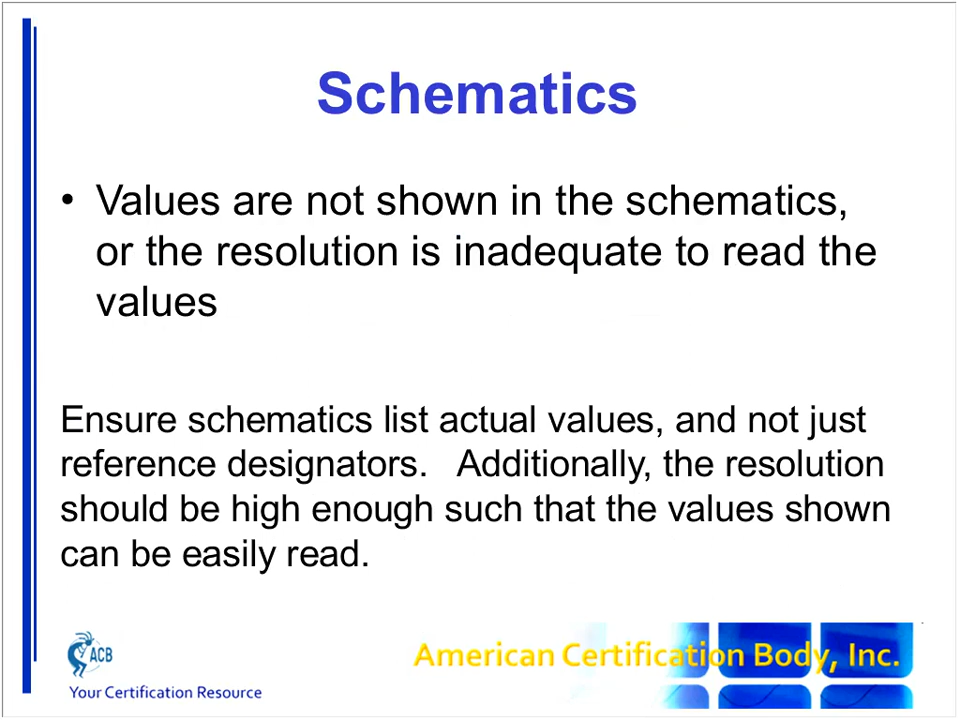 Schematics
• Values are not shown in the schematics,
or the resolution is inadequate to read the
values
Ensure schematics list actual values, and not just
reference designators.   Additionally, the resolution
should be high enough such that the values shown
can be easily read.
ACB
American Certification Body, Inc.
Your Certification Resource